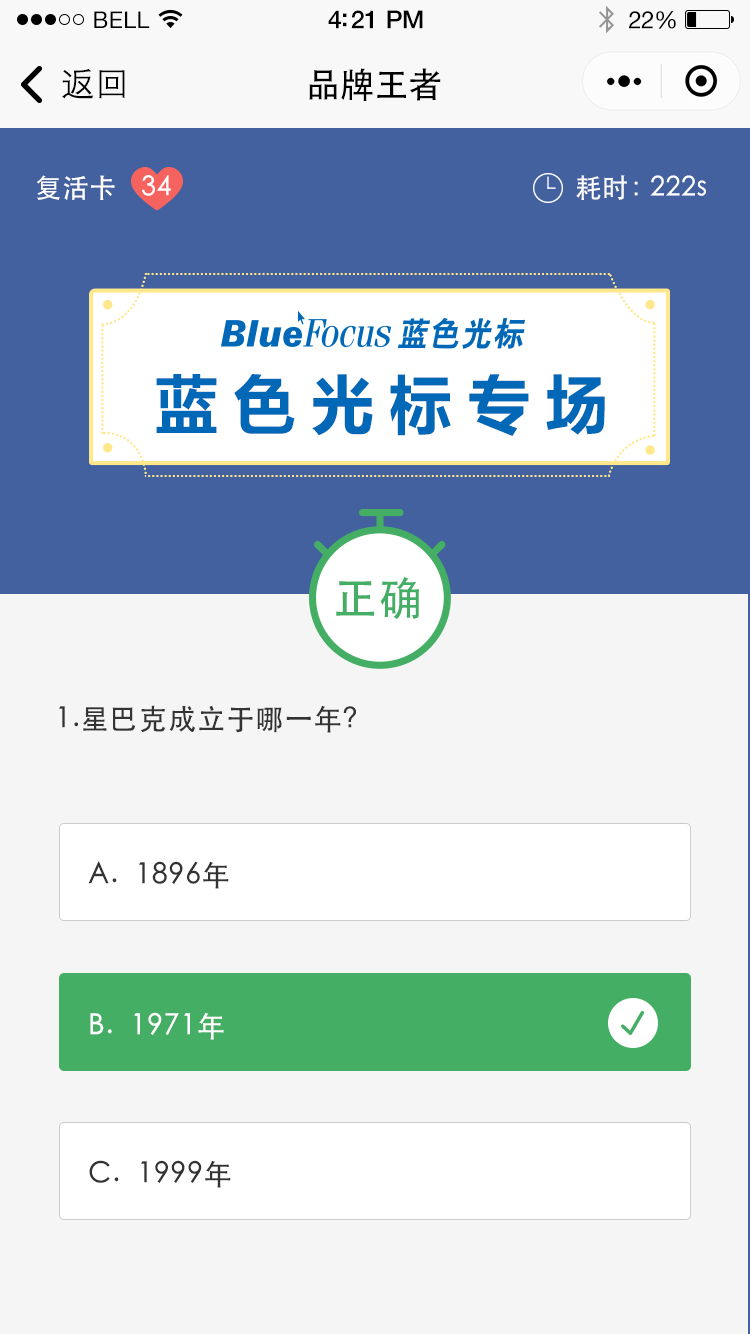 BELL 4:21 PM 22%
返回 品牌王者
复活卡 34 耗时: 222s
BlueFocus 蓝色光标
蓝色光标专场
正确
1.星巴克成立于哪一年?
A. 1896年
B. 1971年
C. 1999年